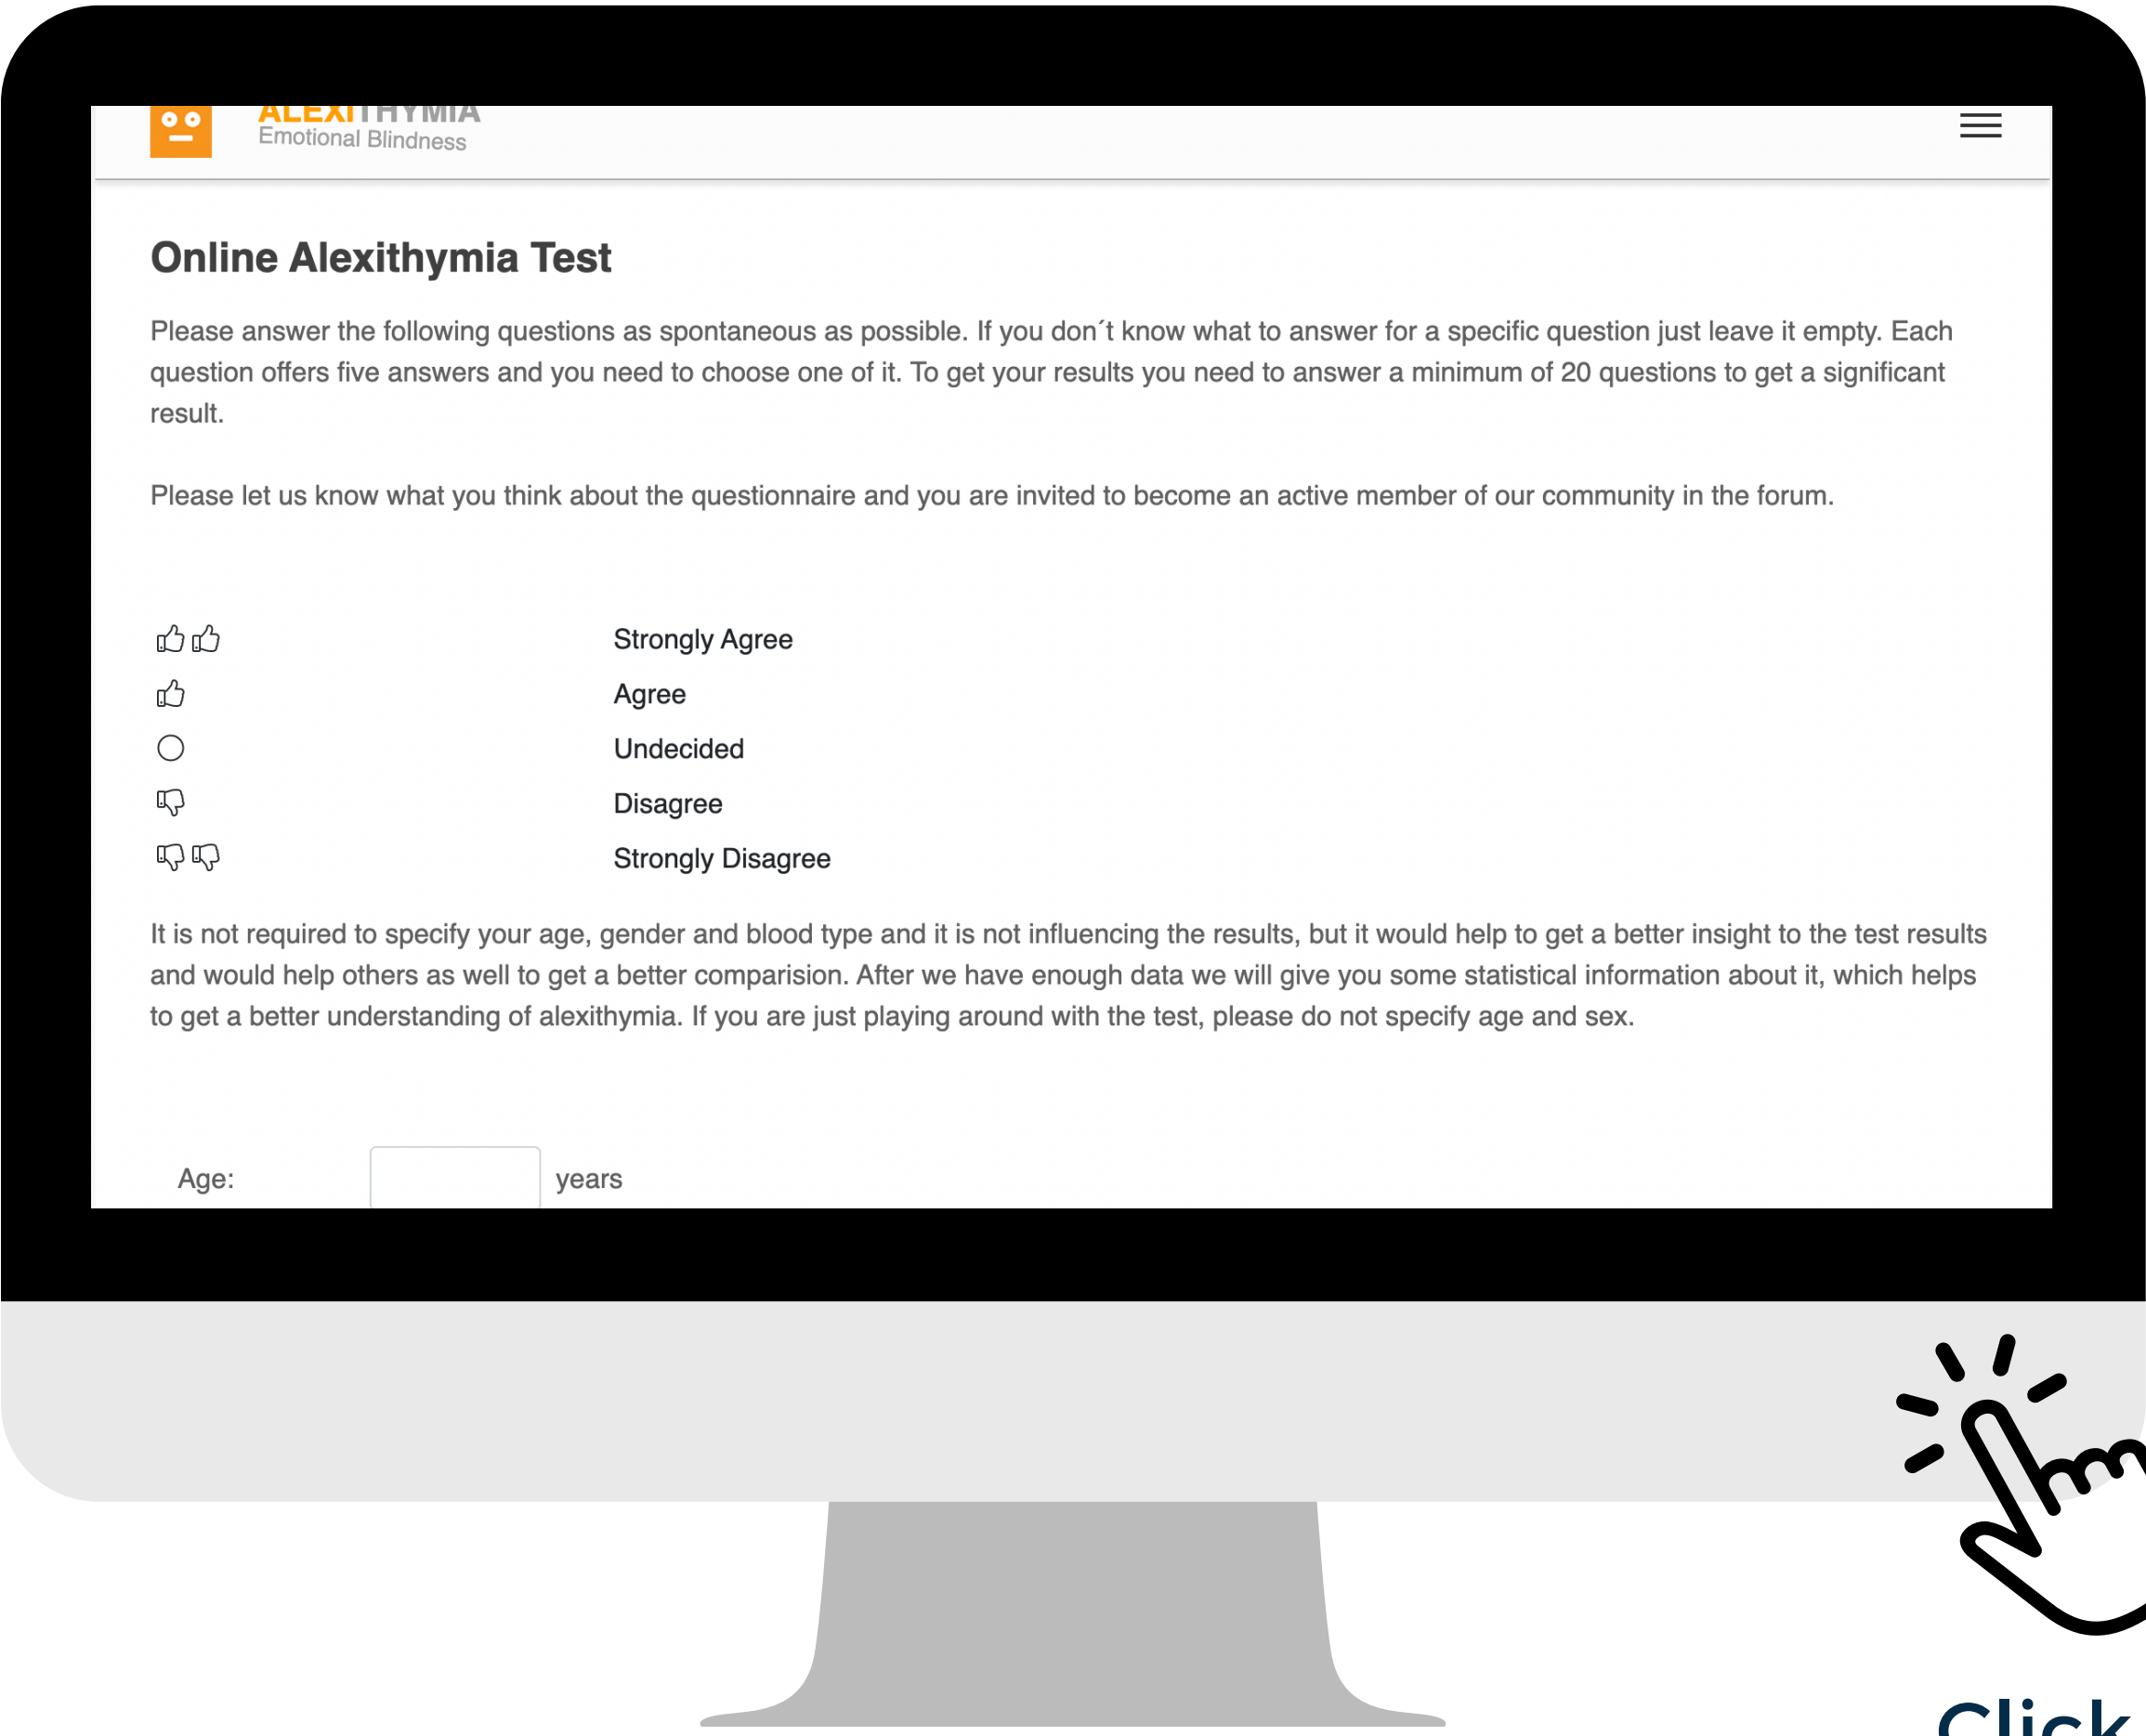 ALEXITHYMIA
Emotional Blindness
Online Alexithymia Test
Please answer the following questions as spontaneous as possible. If you don´t know what to answer for a specific question just leave it empty. Each
question offers five answers and you need to choose one of it. To get your results you need to answer a minimum of 20 questions to get a significant
result.
Please let us know what you think about the questionnaire and you are invited to become an active member of our community in the forum.
Strongly Agree
Agree
Undecided
Disagree
Strongly Disagree
It is not required to specify your age, gender and blood type and it is not influencing the results, but it would help to get a better insight to the test results
and would help others as well to get a better comparision. After we have enough data we will give you some statistical information about it, which helps
to get a better understanding of alexithymia. If you are just playing around with the test, please do not specify age and sex.
Age: years
Click